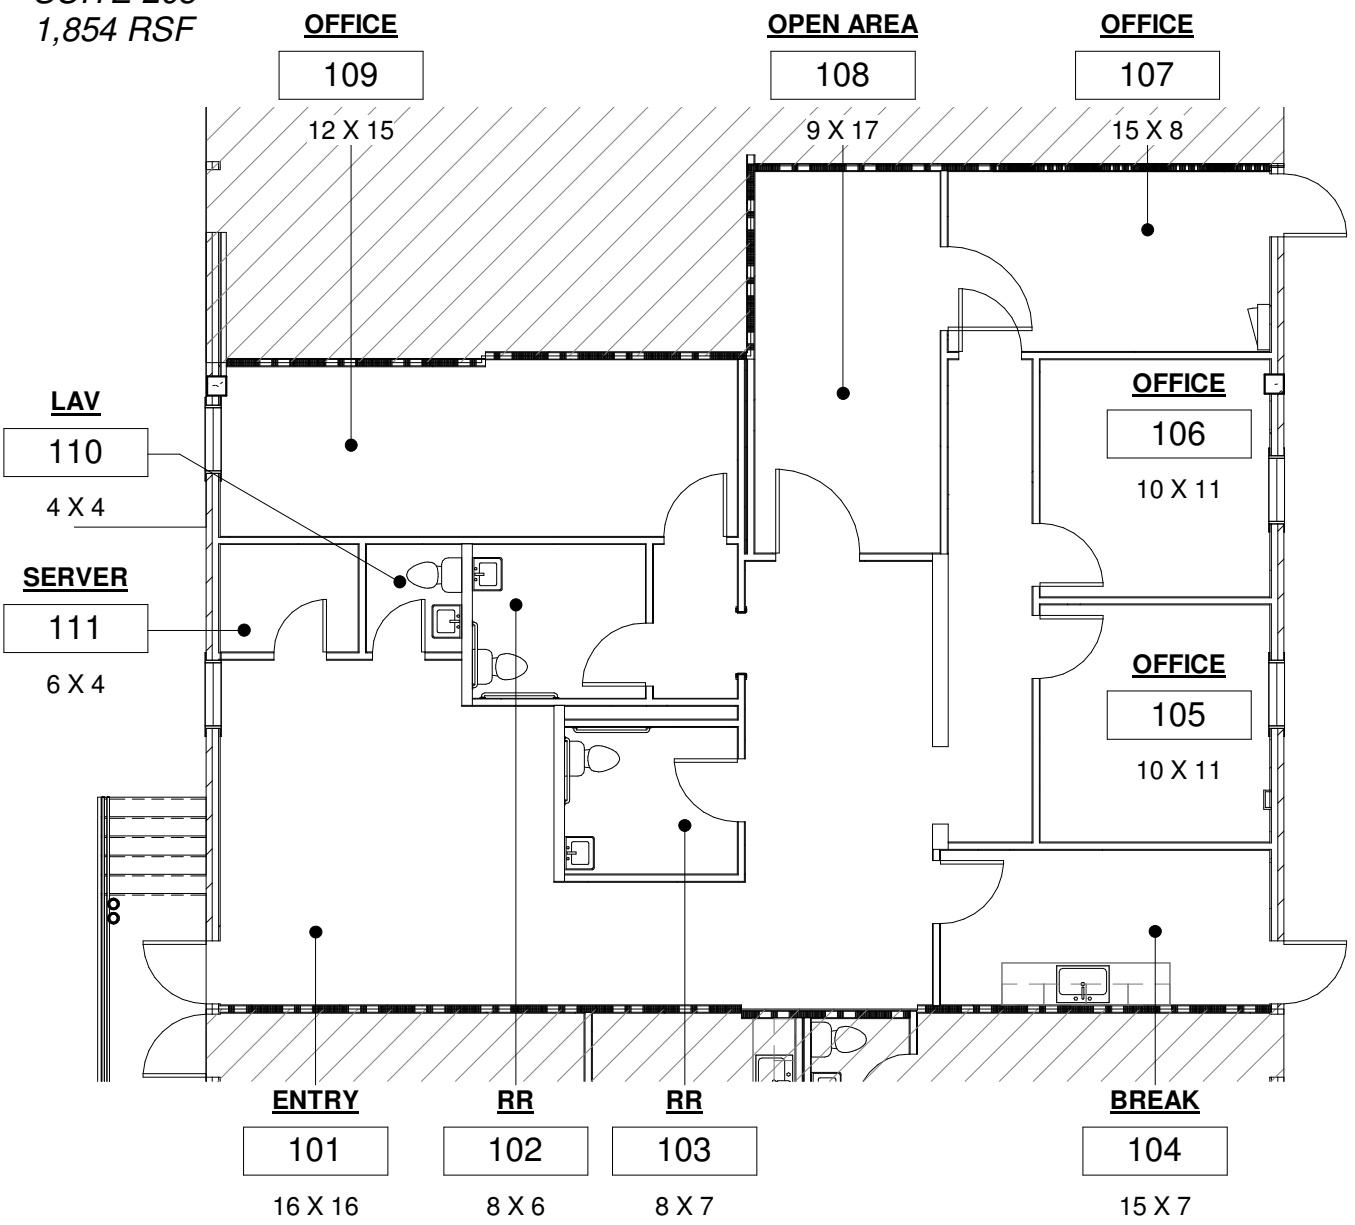 1,854 RSF
OFFICE
109
12 X 15
OPEN AREA
108
9 X 17
OFFICE
107
15 X 8
LAV
110
4 X 4
OFFICE
106
10 X 11
SERVER
111
6 X 4
OFFICE
105
10 X 11
ENTRY
101
16 X 16
RR
102
8 X 6
RR
103
8 X 7
BREAK
104
15 X 7